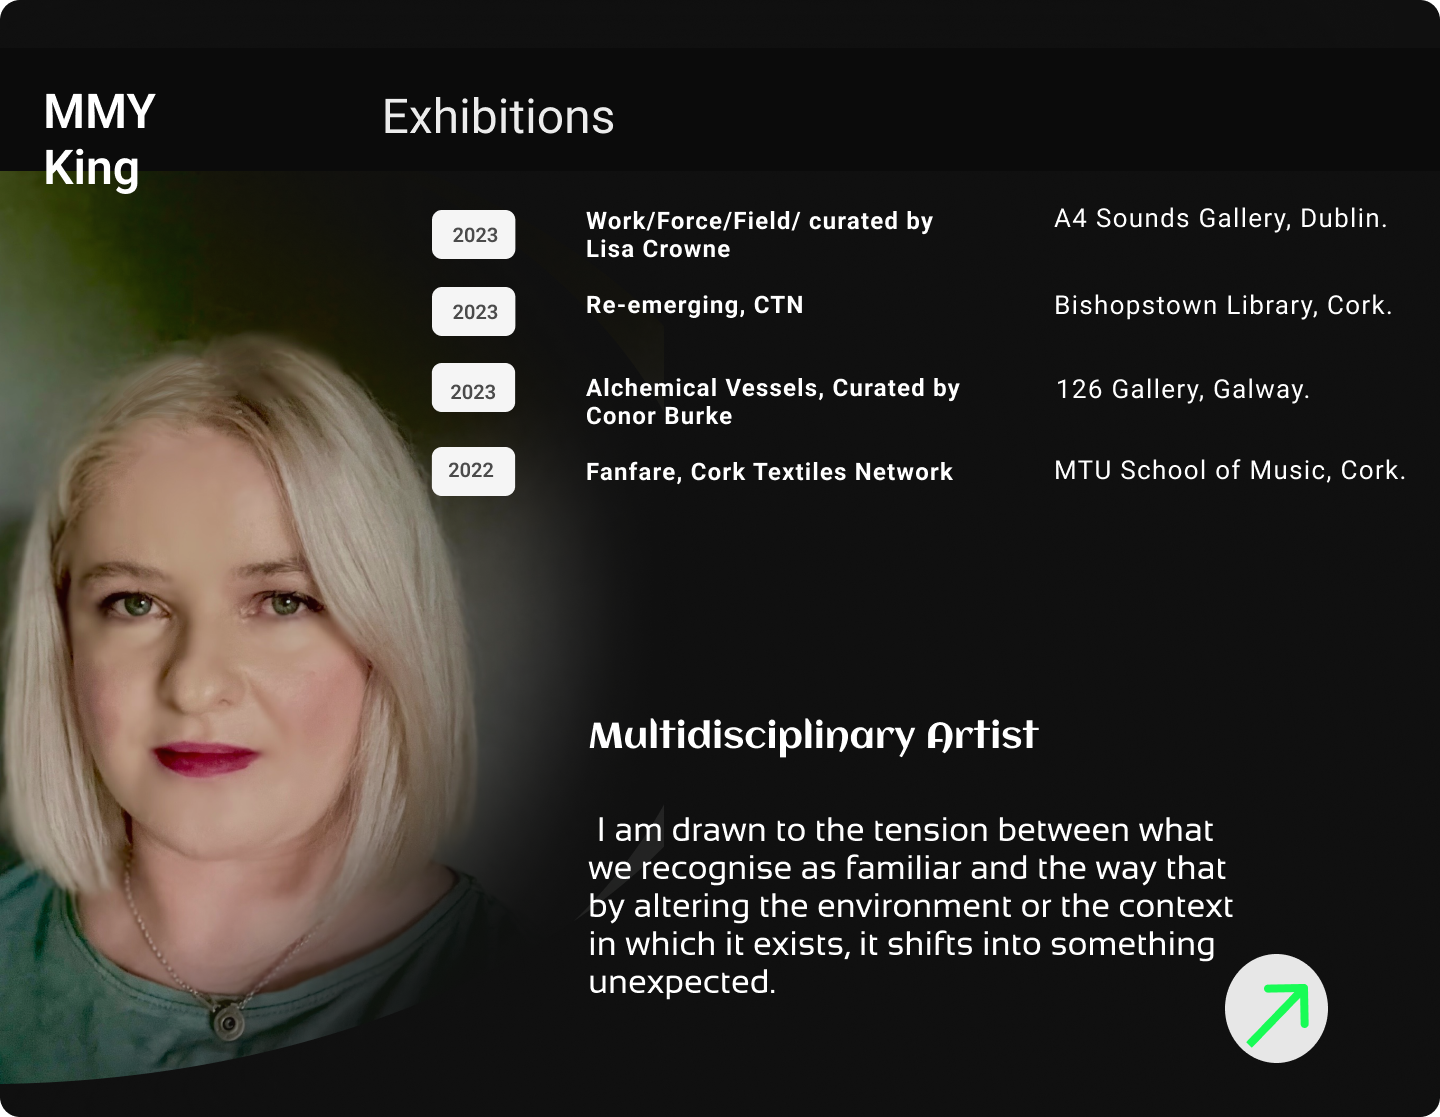 MMY
King
Exhibitions
2023
Work/Force/Field/ curated by
Lisa Crowne
A4 Sounds Gallery, Dublin.
2023
Re-emerging, CTN
Bishopstown Library, Cork.
2023
Alchemical Vessels, Curated by
Conor Burke
126 Gallery, Galway.
2022
Fanfare, Cork Textiles Network
MTU School of Music, Cork.
Multidisciplinary Artist
I am drawn to the tension between what
we recognise as familiar and the way that
by altering the environment or the context
in which it exists, it shifts into something
unexpected.